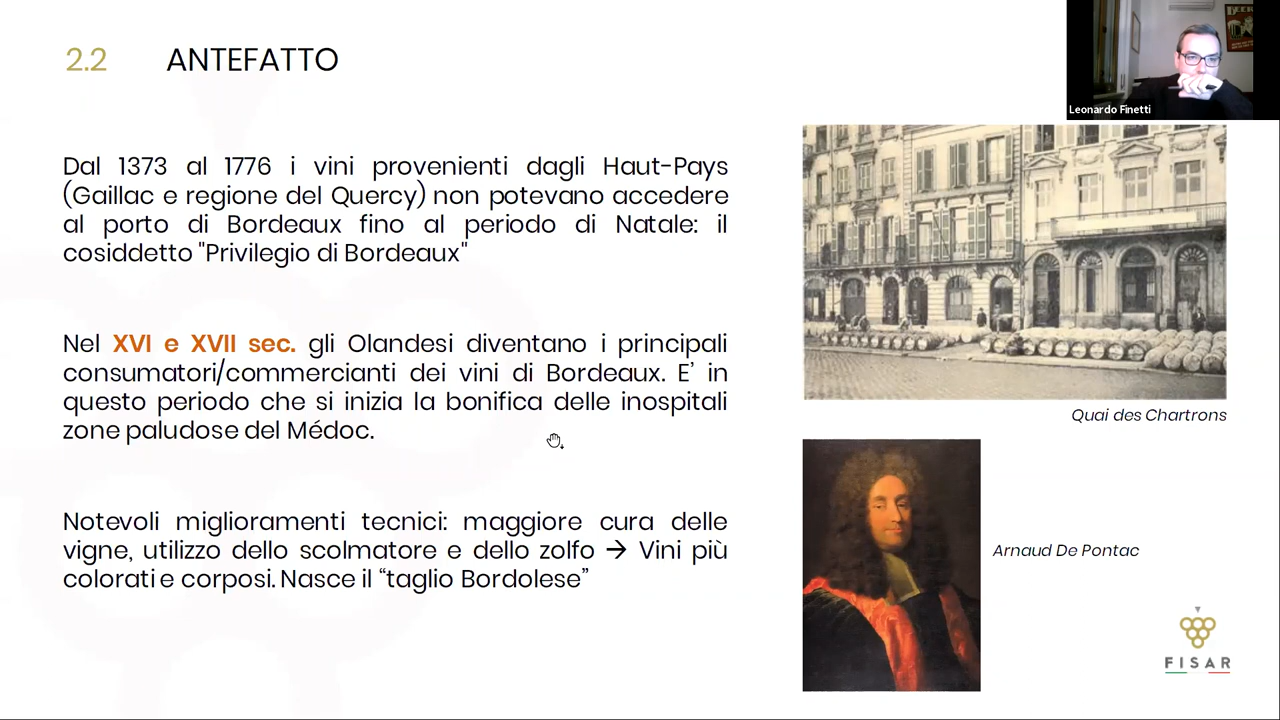 2.2 ANTEFATTO
Leonardo Finetti
Dal 1373 al 1776 i vini provenienti dagli Haut-Pays
(Gaillac e regione del Quercy) non potevano accedere
al porto di Bordeaux fino al periodo di Natale: il
cosiddetto "Privilegio di Bordeaux"
Nel XVI e XVII sec. gli Olandesi diventano i principali
consumatori/commercianti dei vini di Bordeaux. E' in
questo periodo che si inizia la bonifica delle inospitali
zone paludose del Médoc.
Notevoli miglioramenti tecnici: maggiore cura delle
vigne, utilizzo dello scolmatore e dello zolfo → Vini più
colorati e corposi. Nasce il “taglio Bordolese”
Quai des Chartrons
Arnaud De Pontac
FISAR